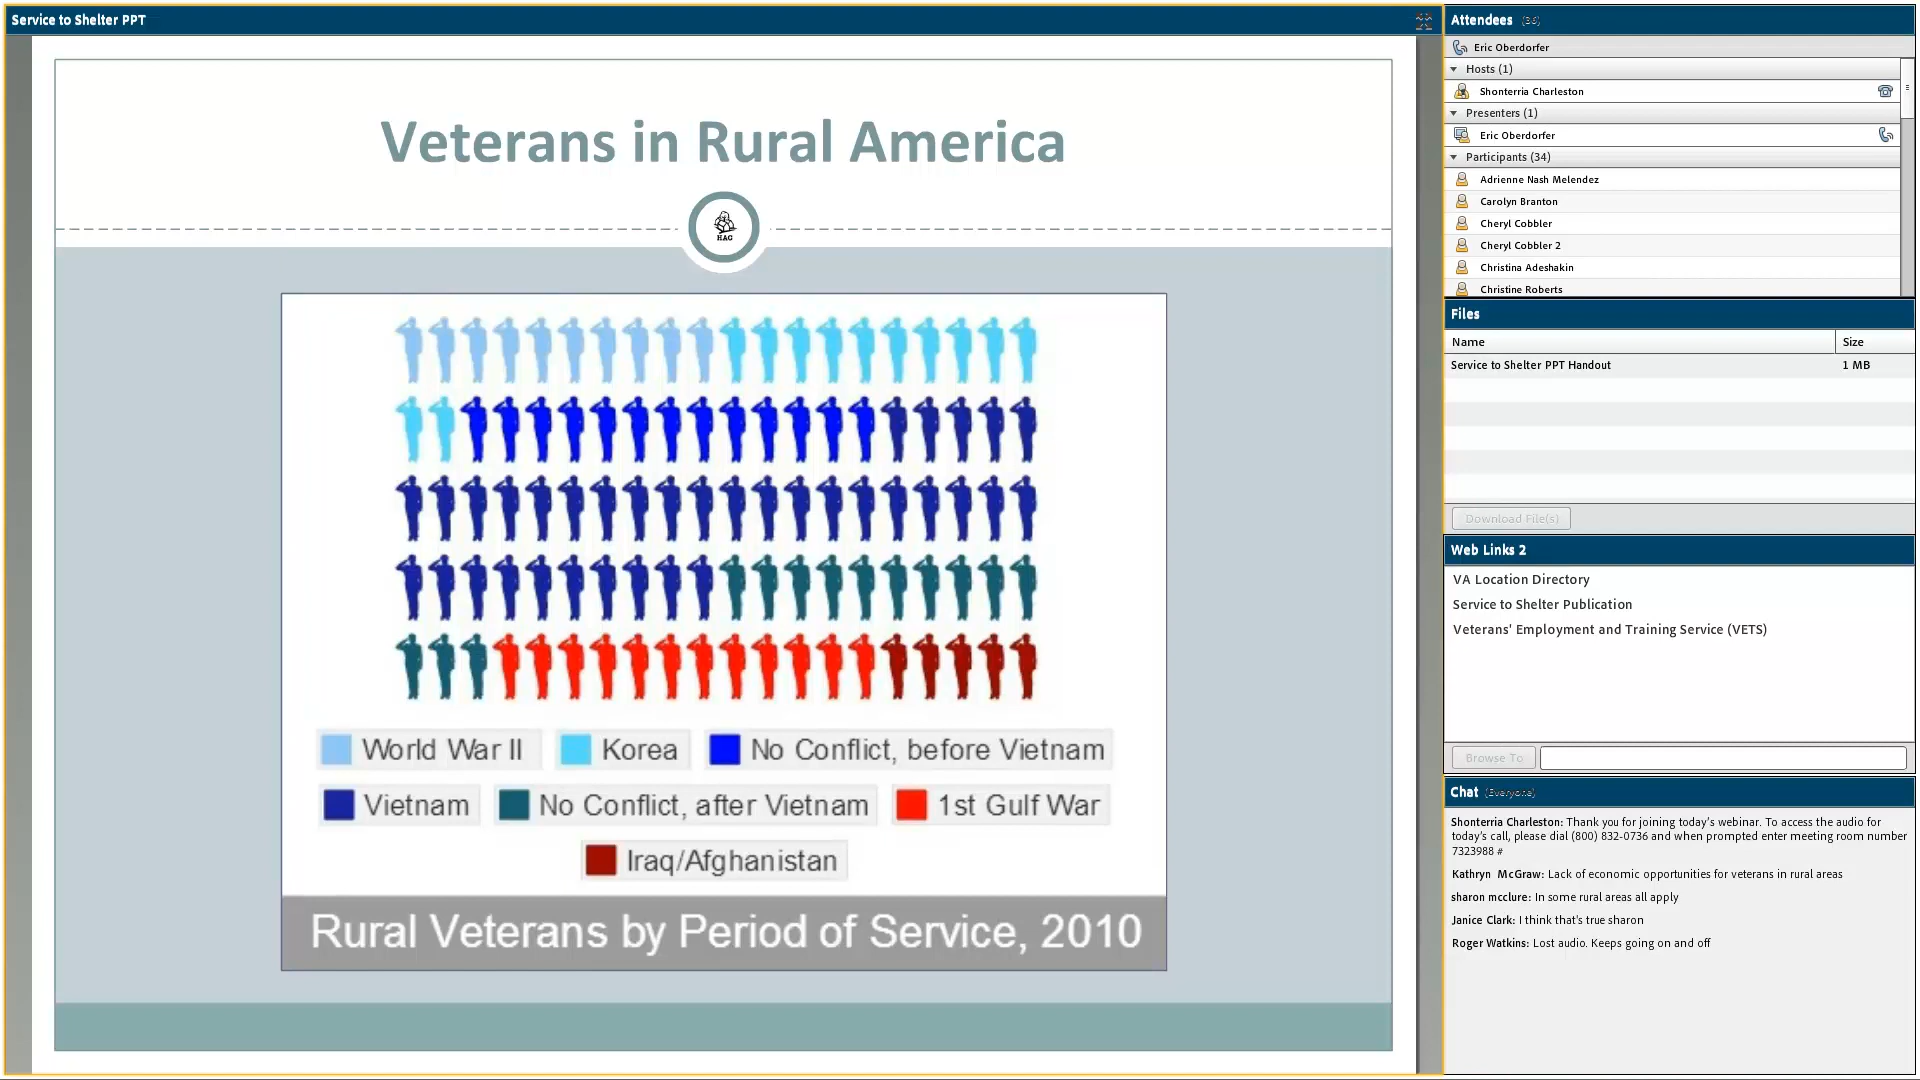 Service to Shelter PPT
Veterans in Rural America
HAC
World War II
Korea
No Conflict, before Vietnam
Vietnam
No Conflict, after Vietnam
1st Gulf War
Iraq/Afghanistan
Rural Veterans by Period of Service, 2010
Attendees (36)
Eric Oberdorfer
Hosts (1)
Shonterria Charleston
Presenters (1)
Eric Oberdorfer
Participants (34)
Adrienne Nash Melendez
Carolyn Branton
Cheryl Cobbler
Cheryl Cobbler 2
Christina Adeshakin
Christine Roberts
Files
Name Size
Service to Shelter PPT Handout 1 MB
Download File(s)
Web Links 2
VA Location Directory
Service to Shelter Publication
Veterans' Employment and Training Service (VETS)
Browse To
Chat (Everyone)
Shonterria Charleston: Thank you for joining today's webinar. To access the audio for
today's call, please dial (800) 832-0736 and when prompted enter meeting room number
7323988 #
Kathryn McGraw: Lack of economic opportunities for veterans in rural areas
sharon mcclure: In some rural areas all apply
Janice Clark: I think that's true sharon
Roger Watkins: Lost audio. Keeps going on and off